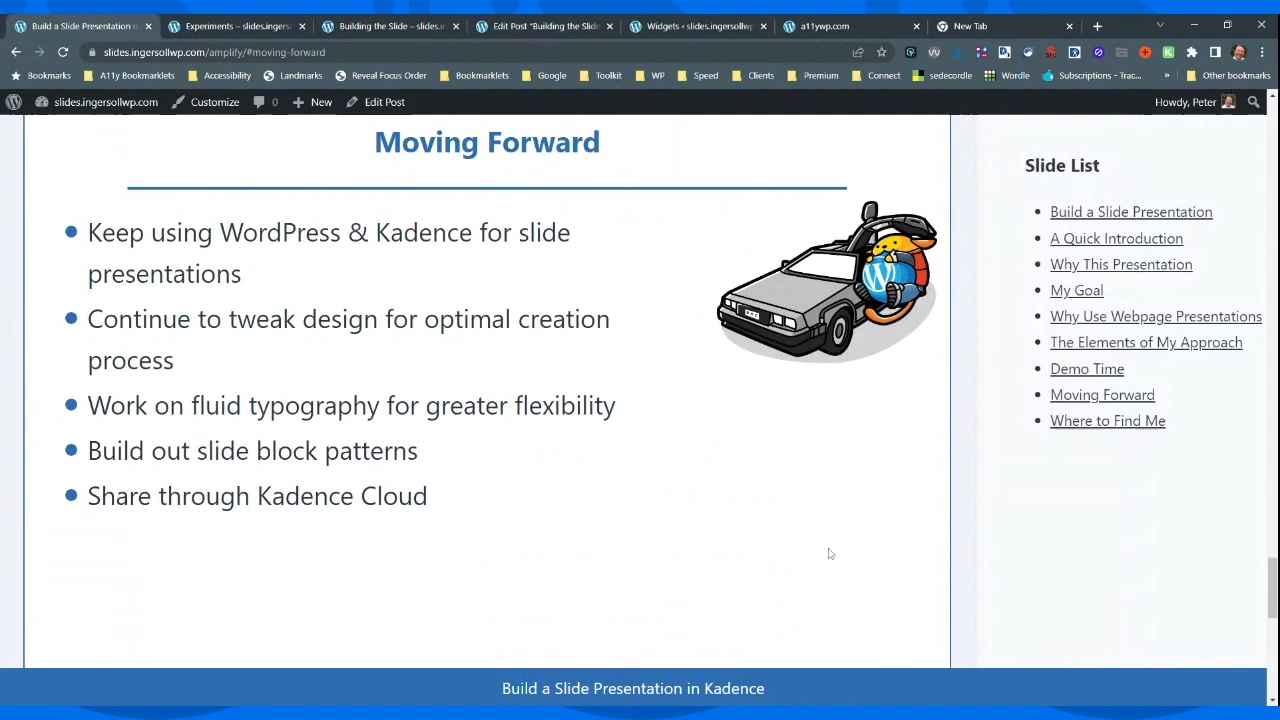 Build a Slide Presentation in
Experiments – slides.ingers
Building the Slide – slides.in
Edit Post "Building the Slide
Widgets ‹ slides.ingersollwp
a11ywp.com
New Tab
slides.ingersollwp.com/amplify/#moving-forward
Bookmarks
A11y Bookmarklets
Accessibility
Landmarks
Reveal Focus Order
Bookmarklets
Google
Toolkit
WP
Speed
Clients
Premium
Connect
sedecordle
Wordle
Subscriptions - Trac...
»
Other bookmarks
slides.ingersollwp.com
Customize
0
New
Edit Post
Howdy, Peter
Moving Forward
Keep using WordPress & Kadence for slide
presentations
Continue to tweak design for optimal creation
process
Work on fluid typography for greater flexibility
Build out slide block patterns
Share through Kadence Cloud
Slide List
Build a Slide Presentation
A Quick Introduction
Why This Presentation
My Goal
Why Use Webpage Presentations
The Elements of My Approach
Demo Time
Moving Forward
Where to Find Me
Build a Slide Presentation in Kadence